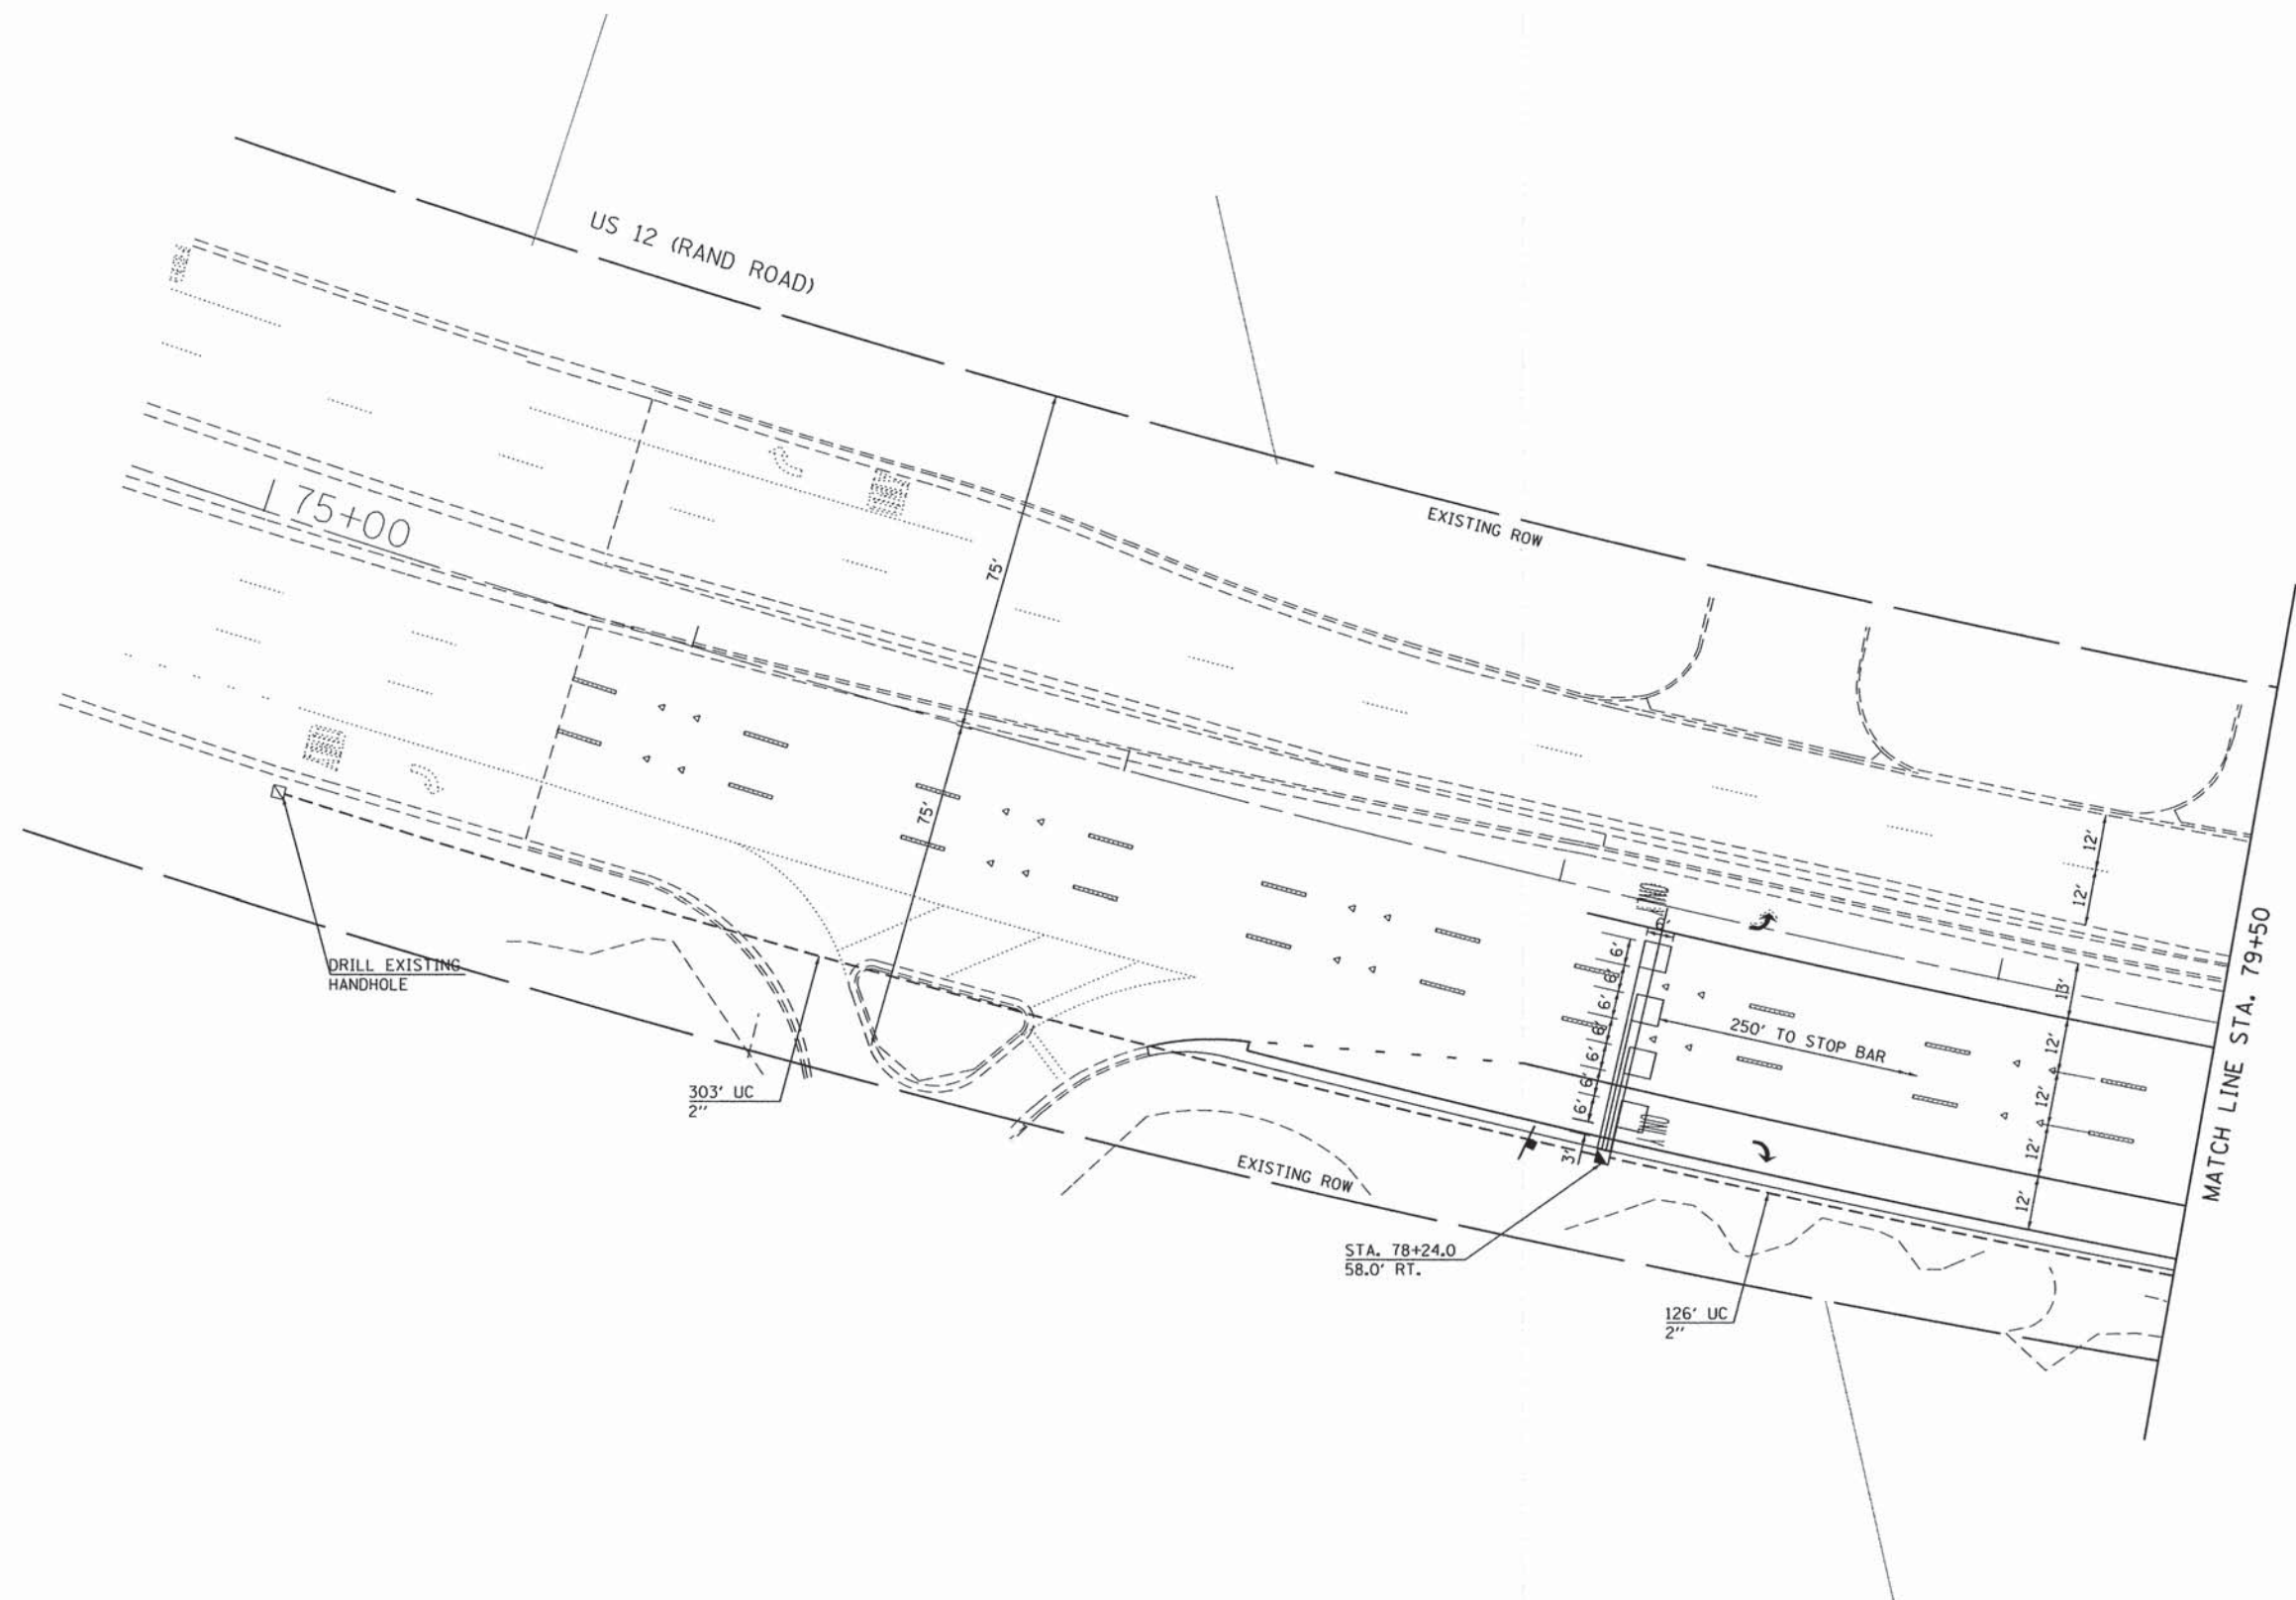 US 12 (RAND ROAD)
75+00
75'
EXISTING ROW
75'
DRILL EXISTING
HANDHOLE
303' UC
2"
12'
12'
ONLY
6'
6'
6'
6'
6'
6'
6'
6'
3'
ONLY
250' TO STOP BAR
13'
12'
12'
12'
12'
EXISTING ROW
STA. 78+24.0
58.0' RT.
126' UC
2"
MATCH LINE STA. 79+50